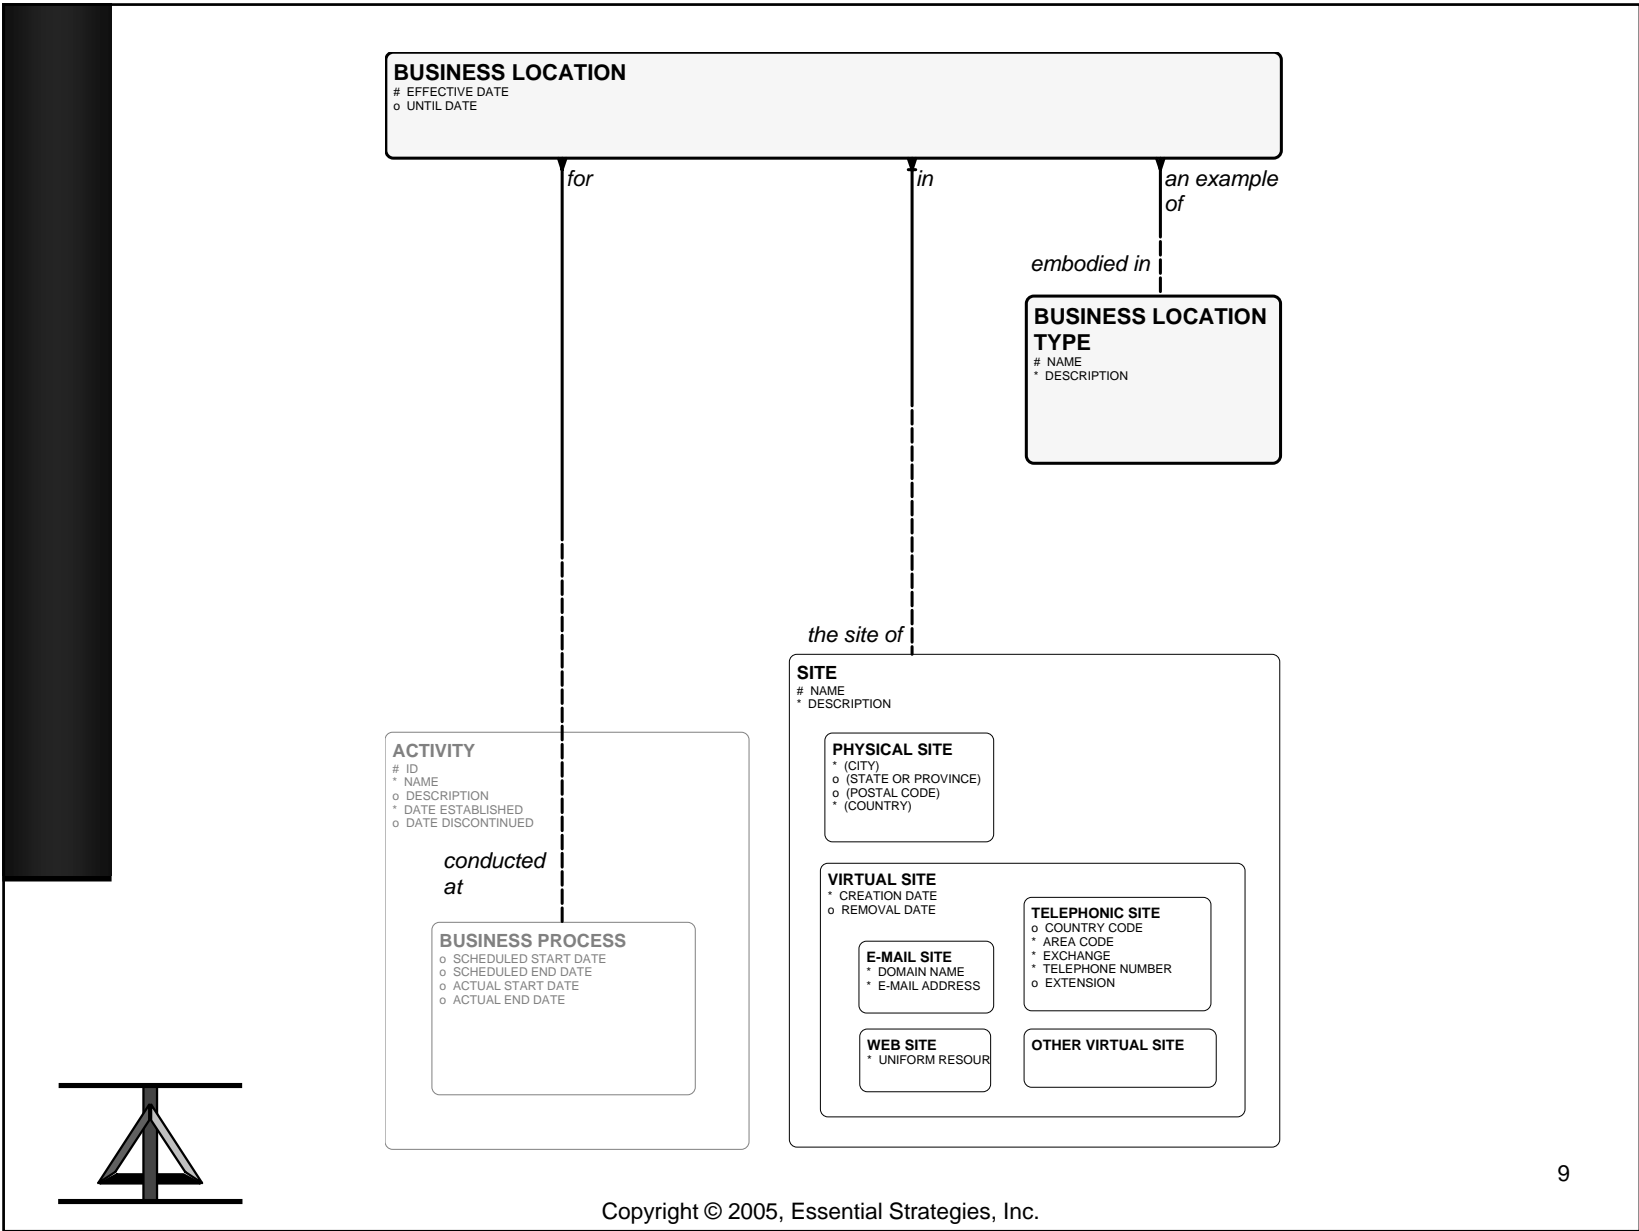 BUSINESS LOCATION
# EFFECTIVE DATE
o UNTIL DATE
for
in
an example
of
embodied in
BUSINESS LOCATION
TYPE
# NAME
* DESCRIPTION
the site of
SITE
# NAME
* DESCRIPTION
PHYSICAL SITE
* (CITY)
o (STATE OR PROVINCE)
o (POSTAL CODE)
* (COUNTRY)
ACTIVITY
# ID
* NAME
o DESCRIPTION
* DATE ESTABLISHED
o DATE DISCONTINUED
conducted
at
BUSINESS PROCESS
o SCHEDULED START DATE
o SCHEDULED END DATE
o ACTUAL START DATE
o ACTUAL END DATE
VIRTUAL SITE
* CREATION DATE
o REMOVAL DATE
TELEPHONIC SITE
o COUNTRY CODE
* AREA CODE
* EXCHANGE
* TELEPHONE NUMBER
o EXTENSION
E-MAIL SITE
* DOMAIN NAME
* E-MAIL ADDRESS
WEB SITE
* UNIFORM RESOUR
OTHER VIRTUAL SITE
9
Copyright © 2005, Essential Strategies, Inc.